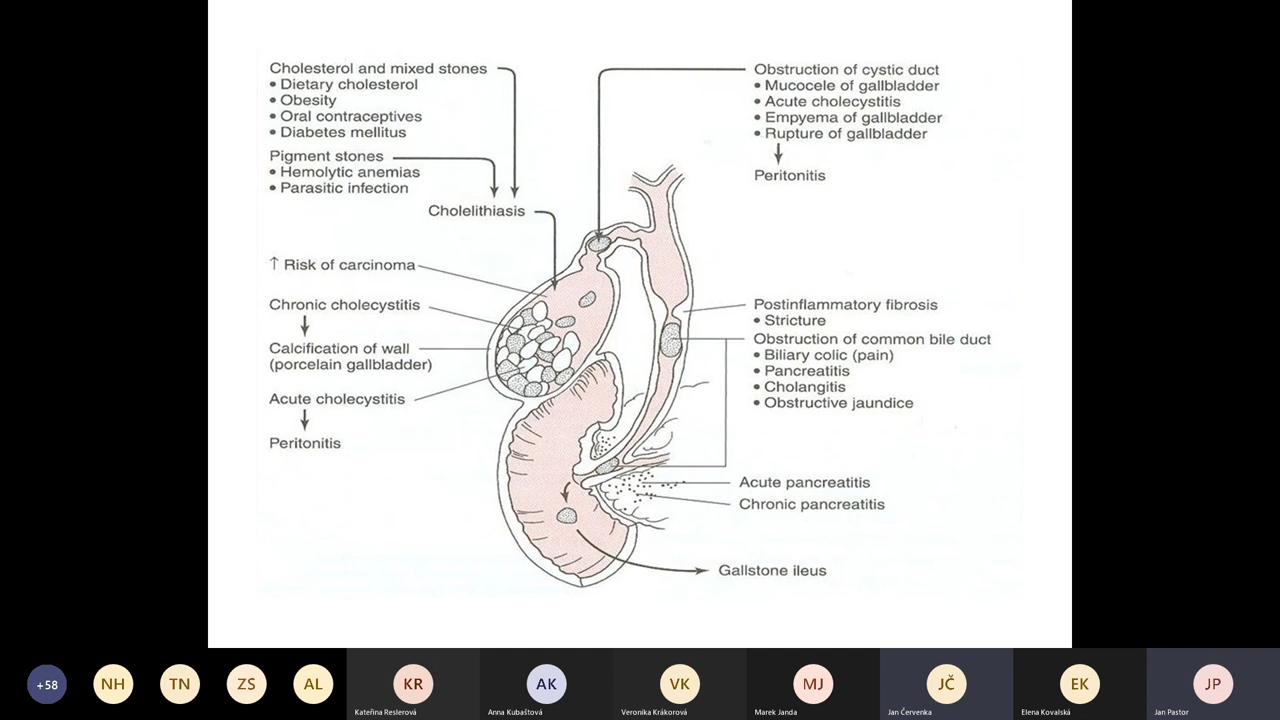 Cholesterol and mixed stones
• Dietary cholesterol
• Obesity
• Oral contraceptives
• Diabetes mellitus
Pigment stones
• Hemolytic anemias
• Parasitic infection
Cholelithiasis
↑ Risk of carcinoma
Chronic cholecystitis
Calcification of wall
(porcelain gallbladder)
Acute cholecystitis
Peritonitis
Obstruction of cystic duct
• Mucocele of gallbladder
• Acute cholecystitis
• Empyema of gallbladder
• Rupture of gallbladder
Peritonitis
Postinflammatory fibrosis
• Stricture
Obstruction of common bile duct
• Biliary colic (pain)
• Pancreatitis
• Cholangitis
• Obstructive jaundice
Acute pancreatitis
Chronic pancreatitis
Gallstone ileus
+58
NH
TN
ZS
AL
KR
Kateřina Reslerová
AK
Anna Kubaštová
VK
Veronika Krákorová
MJ
Marek Janda
JČ
Jan Červenka
EK
Elena Kovalská
JP
Jan Pastor